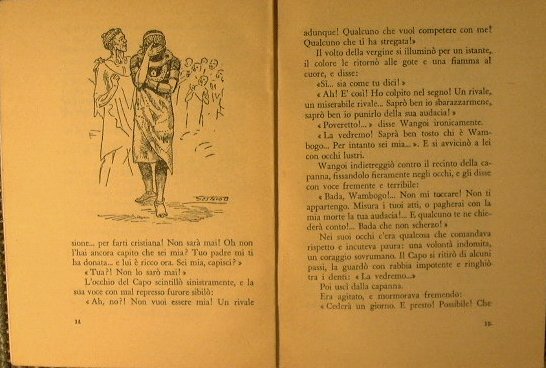 sione... per farti cristiana! Non sarà mai! Oh non
l'hai ancora capito che sei mia? Tuo padre mi ti
ha donata... e lui è ricco ora. Sei mia, capisci? »
« Tua?! Non lo sarò mai! »
L'occhio del Capo scintillò sinistramente, e la
sua voce con mal represso furore sibilò:
« Ah, no?! Non vuoi essere mia! Un rivale
14
adunque! Qualcuno che vuol competere con me!
Qualcuno che ti ha stregata!»
Il volto della vergine si illuminò per un istante,
il colore le ritornò alle gote e una fiamma al
cuore, e disse:
«Sì... sia come tu dici!»
« Ah! E' così! Ho colpito nel segno! Un rivale,
un miserabile rivale... Saprò ben io sbarazzarmene,
saprò ben io punirlo della sua audacia! »
« Poveretto!... » disse Wangoi ironicamente.
« La vedremo! Saprà ben tosto chi è Wam-
bogo... Per intanto sei mia... ». E si avvicinò a lei
con occhi lustri.
Wangoi indietreggiò contro il recinto della ca-
panna, fissandolo fieramente negli occhi, e gli disse
con voce fremente e terribile:
« Bada, Wambogo!... Non mi toccare! Non ti
appartengo. Misura i tuoi atti, o pagherai con la
mia morte la tua audacia!... E qualcuno te ne chie-
derà conto!... Bada che non scherzo! »
Nei suoi occhi c'era qualcosa che comandava
rispetto e incuteva paura: una volontà indomita,
un coraggio sovrumano. Il Capo si ritirò di alcuni
passi, la guardò con rabbia impotente e ringhiò
tra i denti: « La vedremo...»
Poi uscì dalla capanna.
Era agitato, e mormorava fremendo:
« Cederà un giorno. E presto! Possibile! Che